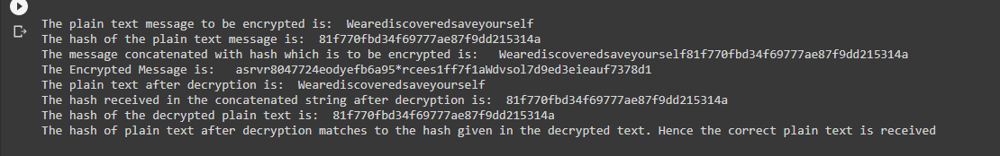 The plain text message to be encrypted is:  Wearediscoveredsaveyourself
The hash of the plain text message is:  81f770fbd34f69777ae87f9dd215314a
The message concatenated with hash which is to be encrypted is:   Wearediscoveredsaveyourself81f770fbd34f69777ae87f9dd215314a
The Encrypted Message is:   asrvr8047724eodyefb6a95*rcees1ff7f1aWdvsol7d9ed3eieauf7378d1
The plain text after decryption is:  Wearediscoveredsaveyourself
The hash received in the concatenated string after decryption is:  81f770fbd34f69777ae87f9dd215314a
The hash of the decrypted plain text is:  81f770fbd34f69777ae87f9dd215314a
The hash of plain text after decryption matches to the hash given in the decrypted text. Hence the correct plain text is received